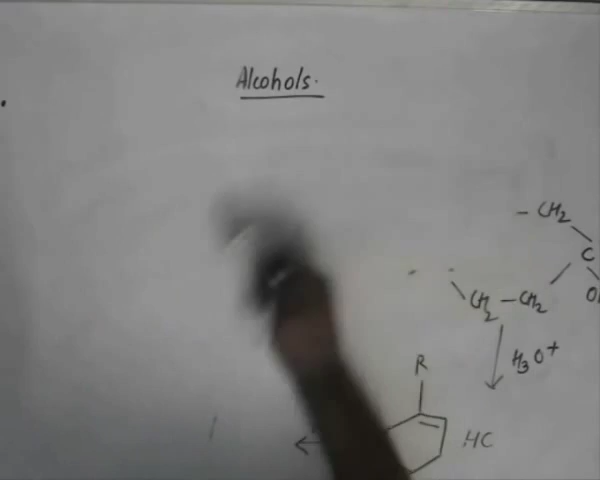 Alcohols.
- CH2
C
CH2 - CH2
H3O+
R
HC